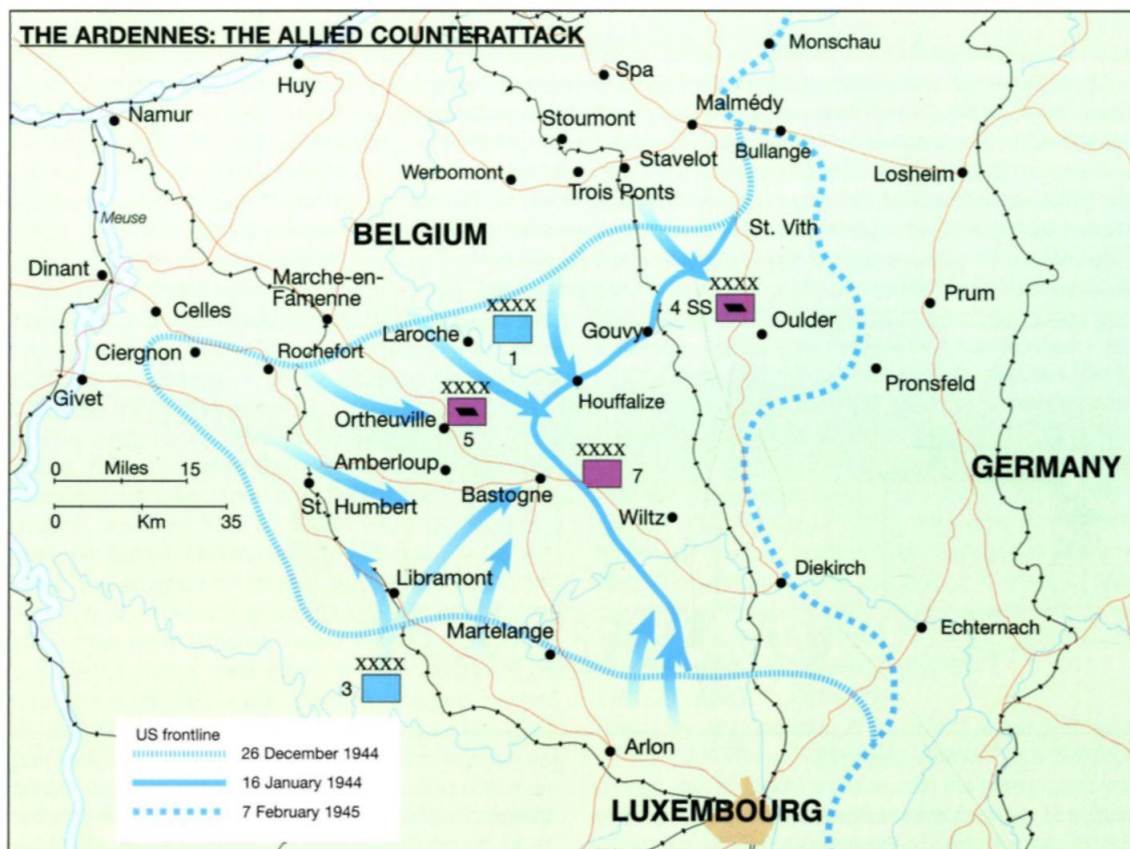 THE ARDENNES: THE ALLIED COUNTERATTACK
Monschau
Huy
Spa
Namur
Malmédy
Stoumont
Stavelot
Bullange
Werbomont
Trois Ponts
Losheim
Meuse
BELGIUM
St. Vith
Dinant
Marche-en-
Famenne
XXXX
4 SS
Prum
Celles
XXXX
1
Laroche
Gouvy
Oulder
Ciergnon
Rochefort
Pronsfeld
Givet
XXXX
5
Houffalize
Ortheuville
XXXX
7
0 Miles 15
Amberloup
GERMANY
Bastogne
St. Humbert
0 Km 35
Wiltz
Diekirch
Libramont
Echternach
Martelange
XXXX
3
US frontline
26 December 1944
16 January 1944
7 February 1945
Arlon
LUXEMBOURG